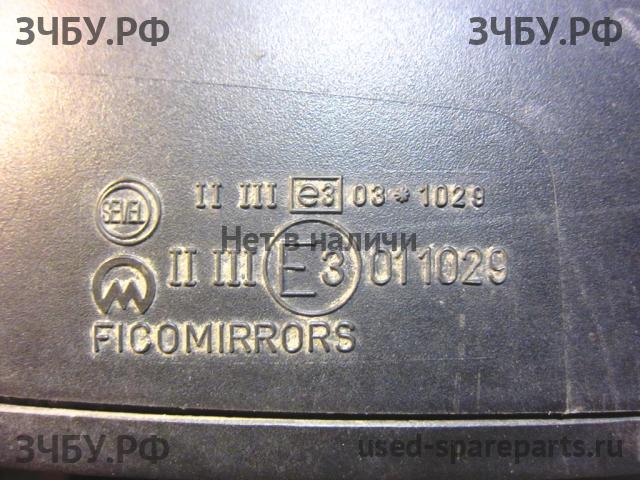 ЗЧБУ.РФ ЗЧБУ.РФ
SEVEL II III e3 03*1029
Нет в наличи
M II III E3 011029
FICOMIRRORS
ЗЧБУ.РФ used-spareparts.ru